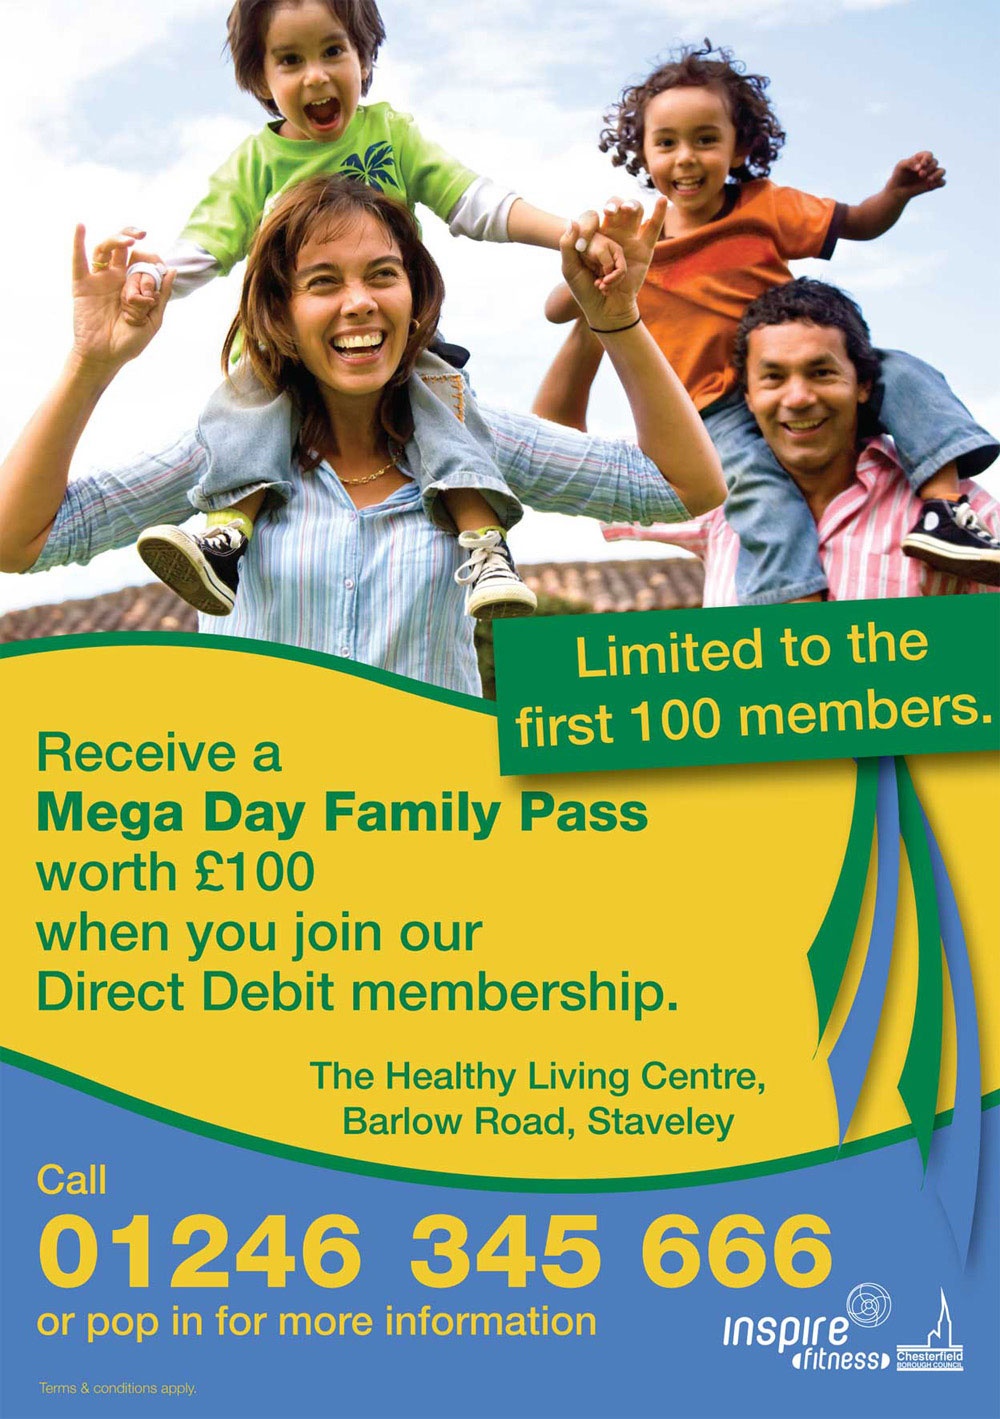 Limited to the
first 100 members.
Receive a
Mega Day Family Pass
worth £100
when you join our
Direct Debit membership.
The Healthy Living Centre,
Barlow Road, Staveley
Call
01246 345 666
or pop in for more information
inspire
fitness
Chesterfield
BOROUGH COUNCIL
Terms & conditions apply.